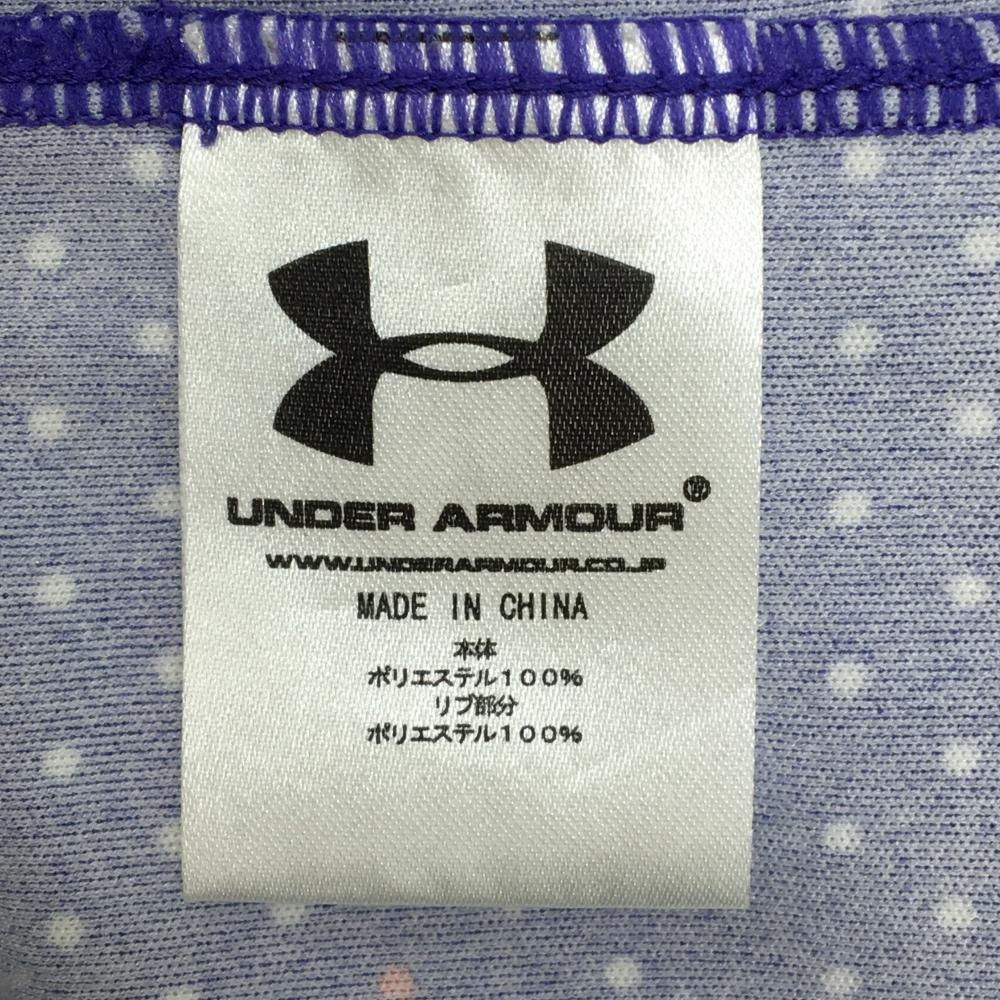 UNDER ARMOUR®
WWW.UNDERARMOUR.CO.JP
MADE IN CHINA
本体
ポリエステル100%
リブ部分
ポリエステル100%